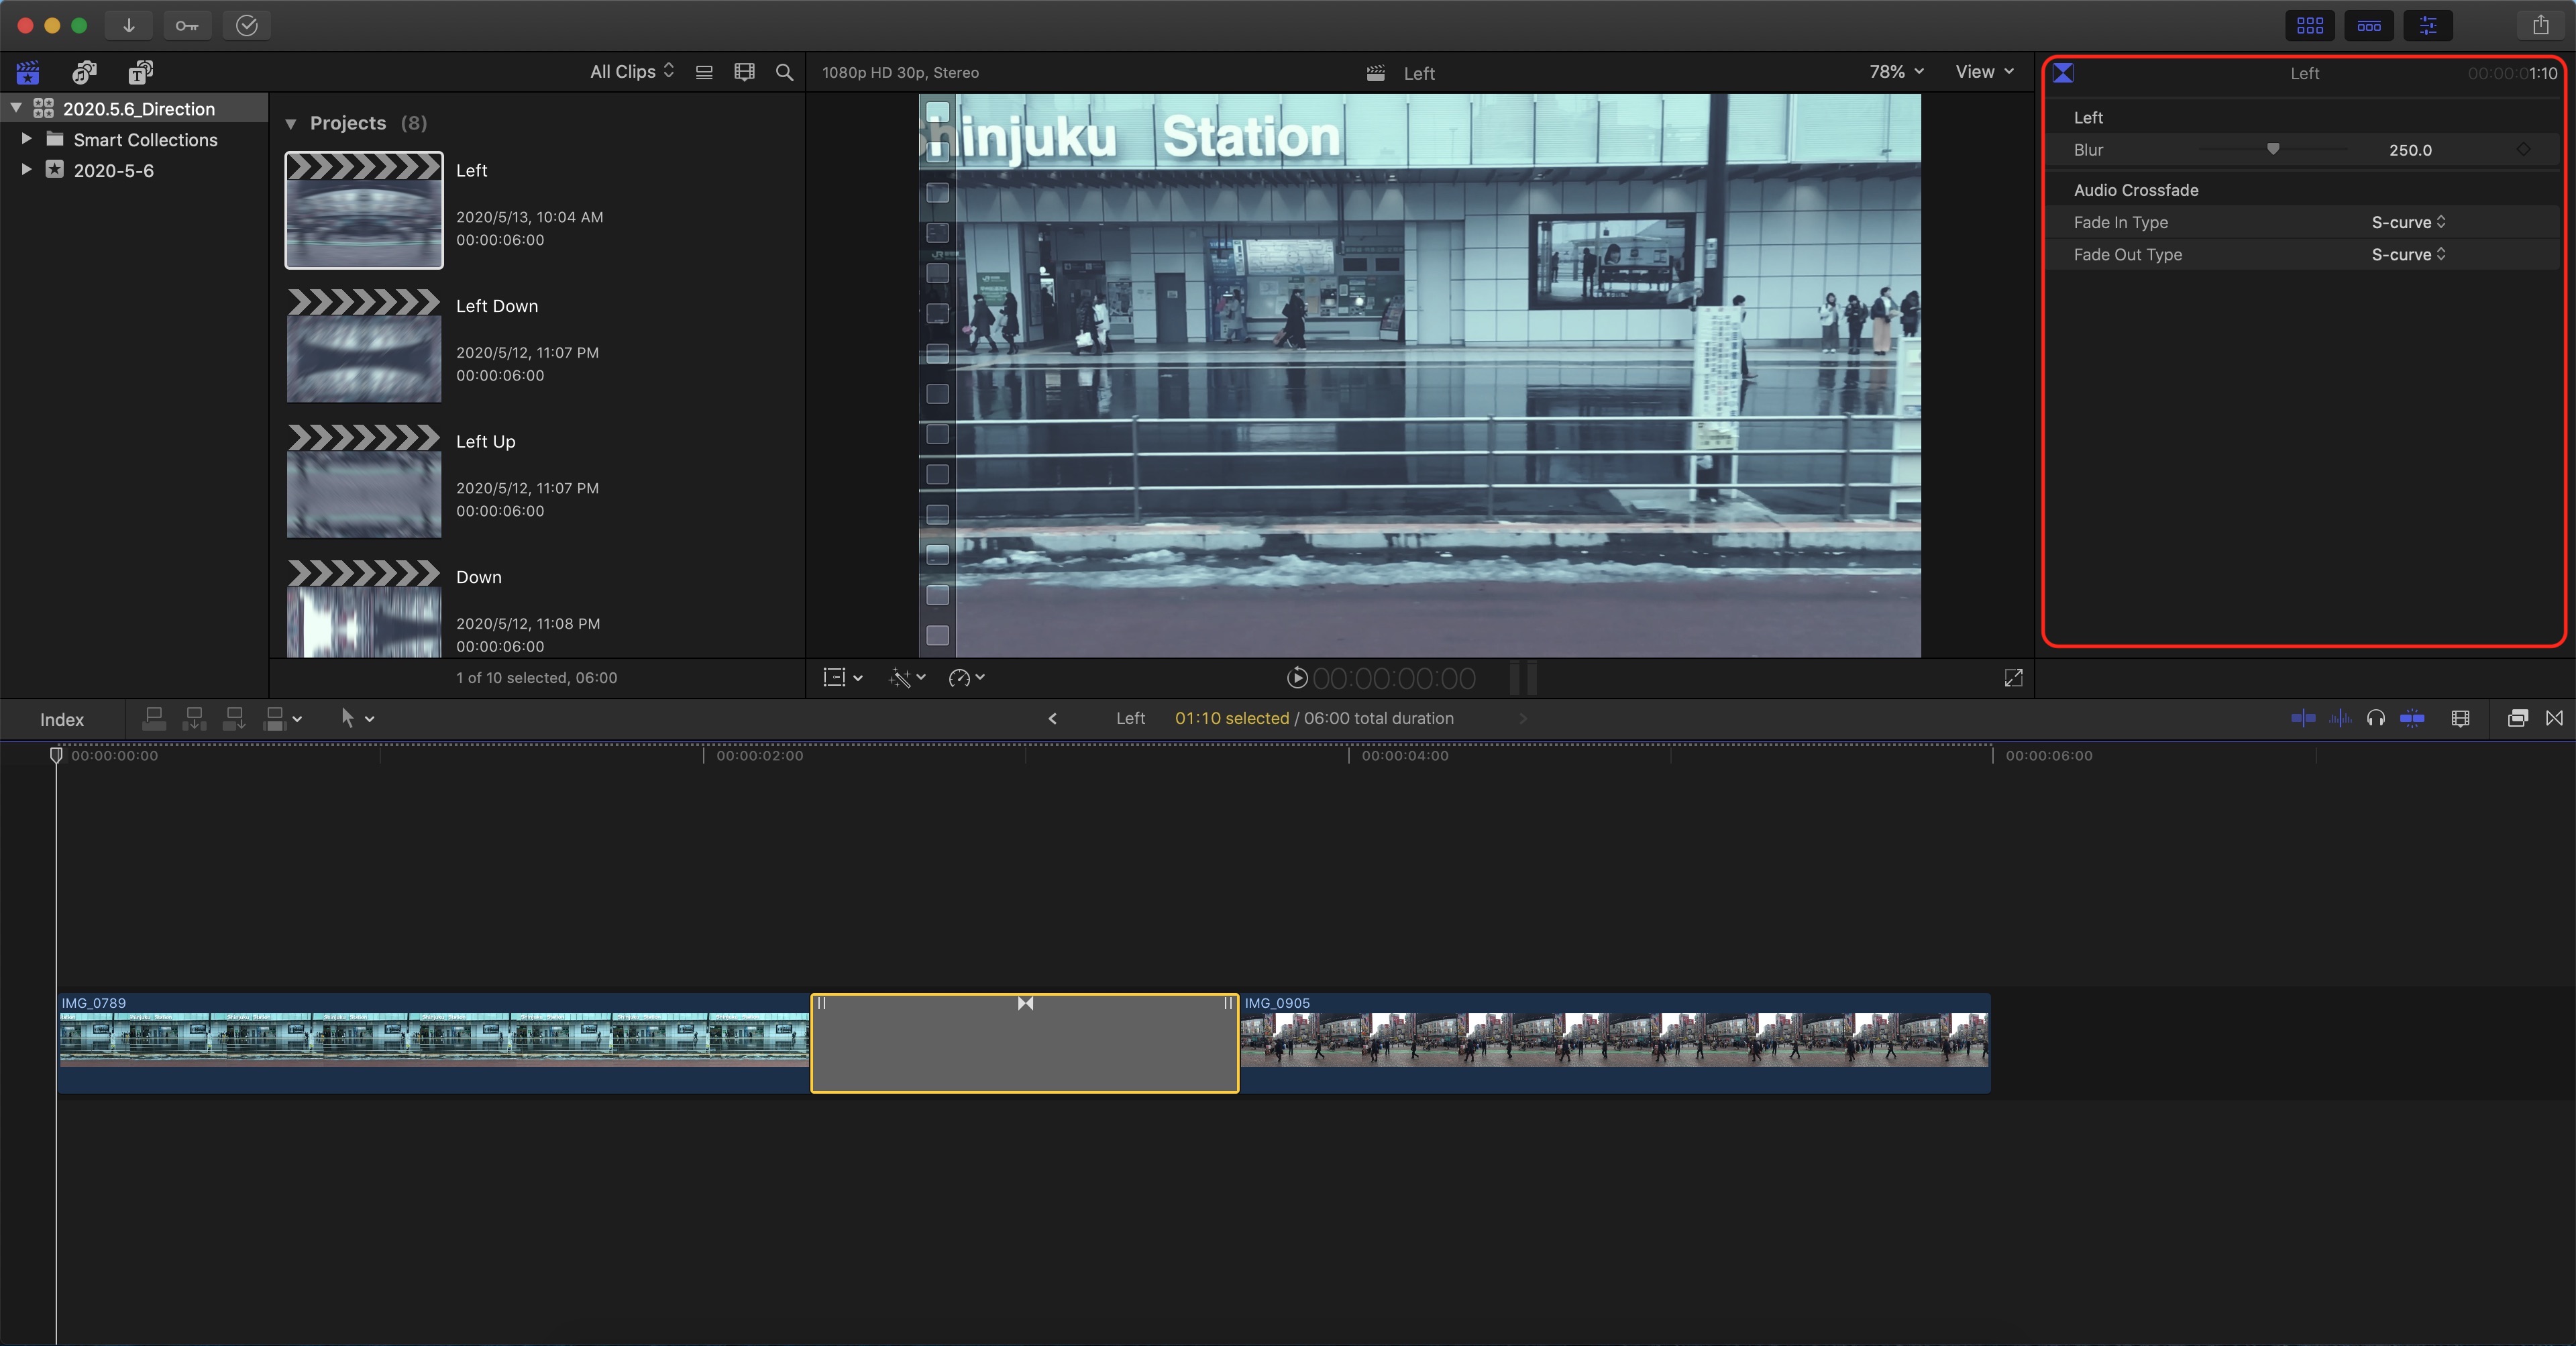 All Clips
1080p HD 30p, Stereo
Left
78%
View
Left
00:00:01:10
2020.5.6_Direction
Smart Collections
2020-5-6
Projects (8)
Left
2020/5/13, 10:04 AM
00:00:06:00
Left Down
2020/5/12, 11:07 PM
00:00:06:00
Left Up
2020/5/12, 11:07 PM
00:00:06:00
Down
2020/5/12, 11:08 PM
00:00:06:00
1 of 10 selected, 06:00
hinjuku Station
Left
Blur 250.0
Audio Crossfade
Fade In Type S-curve
Fade Out Type S-curve
00:00:00:00
Index
Left 01:10 selected / 06:00 total duration
00:00:00:00
00:00:02:00
00:00:04:00
00:00:06:00
IMG_0789
IMG_0905